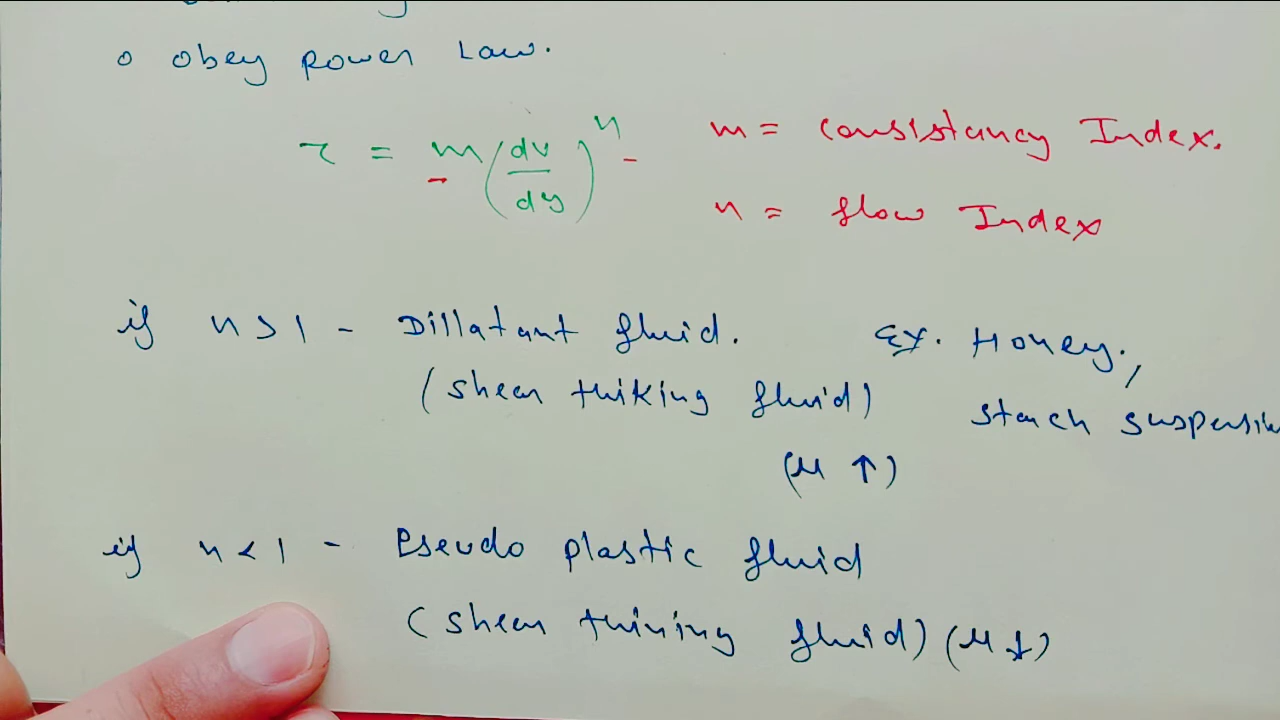 o obey power Law.
τ = m(dv/dy)^n
m = consistancy Index.
n = flow Index
if n > 1 - Dillatant fluid. Ex. Honey.,
(shear thiking fluid) starch suspensin
(μ ↑)
if n < 1 - Pseudo plastic fluid
(shear thining fluid) (μ ↓)